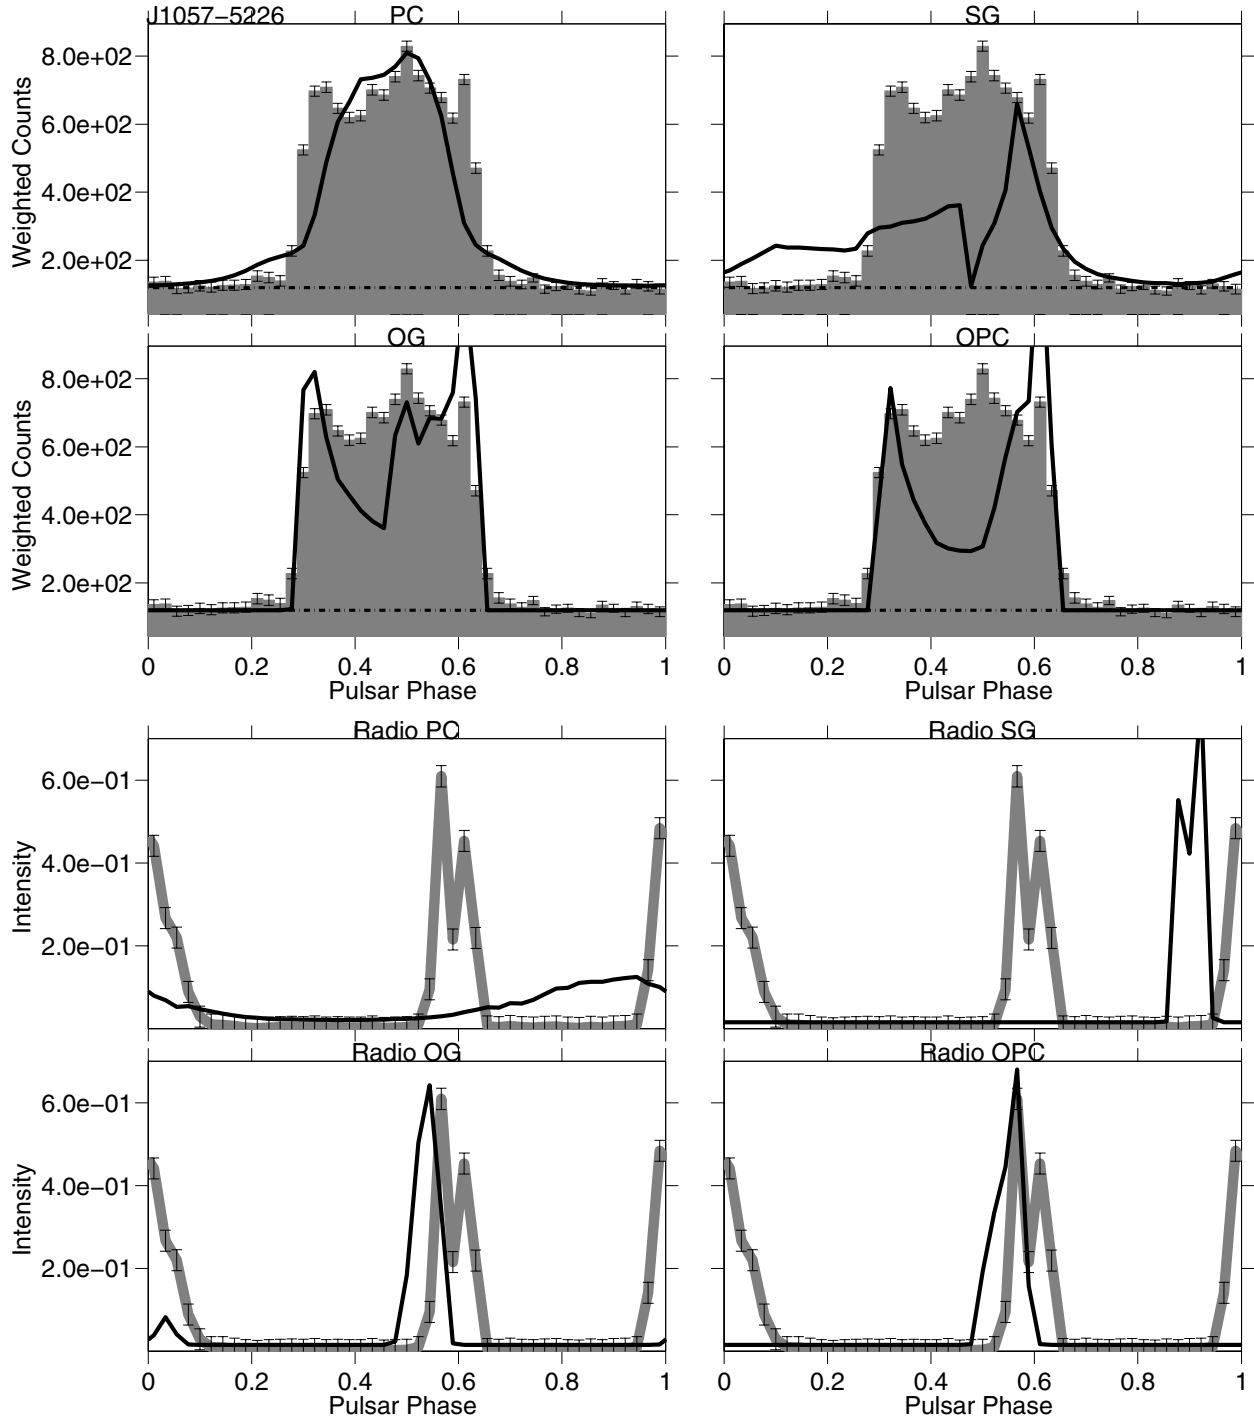 J1057−5226 PC SG
8.0e+02
6.0e+02
4.0e+02
2.0e+02
Weighted Counts
OG OPC
8.0e+02
6.0e+02
4.0e+02
2.0e+02
Weighted Counts
0 0.2 0.4 0.6 0.8 1 0 0.2 0.4 0.6 0.8 1
Pulsar Phase Pulsar Phase
Radio PC Radio SG
6.0e−01
4.0e−01
2.0e−01
Intensity
Radio OG Radio OPC
6.0e−01
4.0e−01
2.0e−01
Intensity
0 0.2 0.4 0.6 0.8 1 0 0.2 0.4 0.6 0.8 1
Pulsar Phase Pulsar Phase